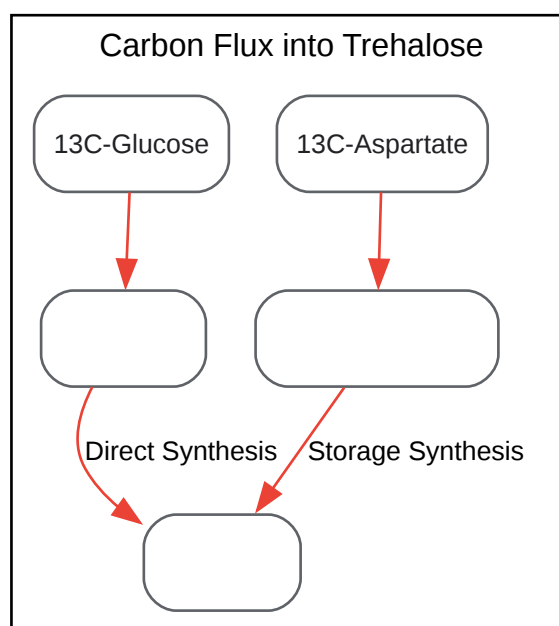 Carbon Flux into Trehalose
13C-Glucose
13C-Aspartate
Direct Synthesis
Storage Synthesis